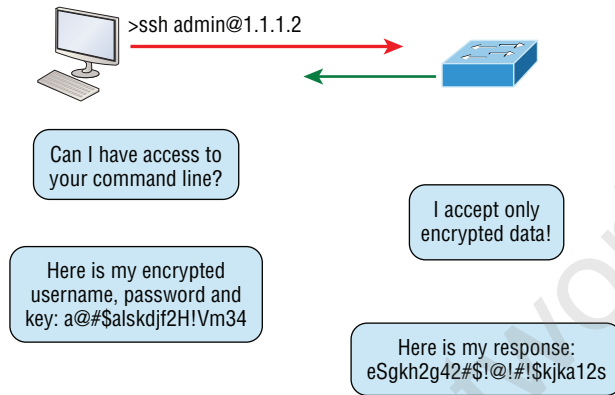 >ssh admin@1.1.1.2
Can I have access to
your command line?
I accept only
encrypted data!
Here is my encrypted
username, password and
key: a@#$alskdjf2H!Vm34
Here is my response:
eSgkh2g42#$!@!#!$kjka12s